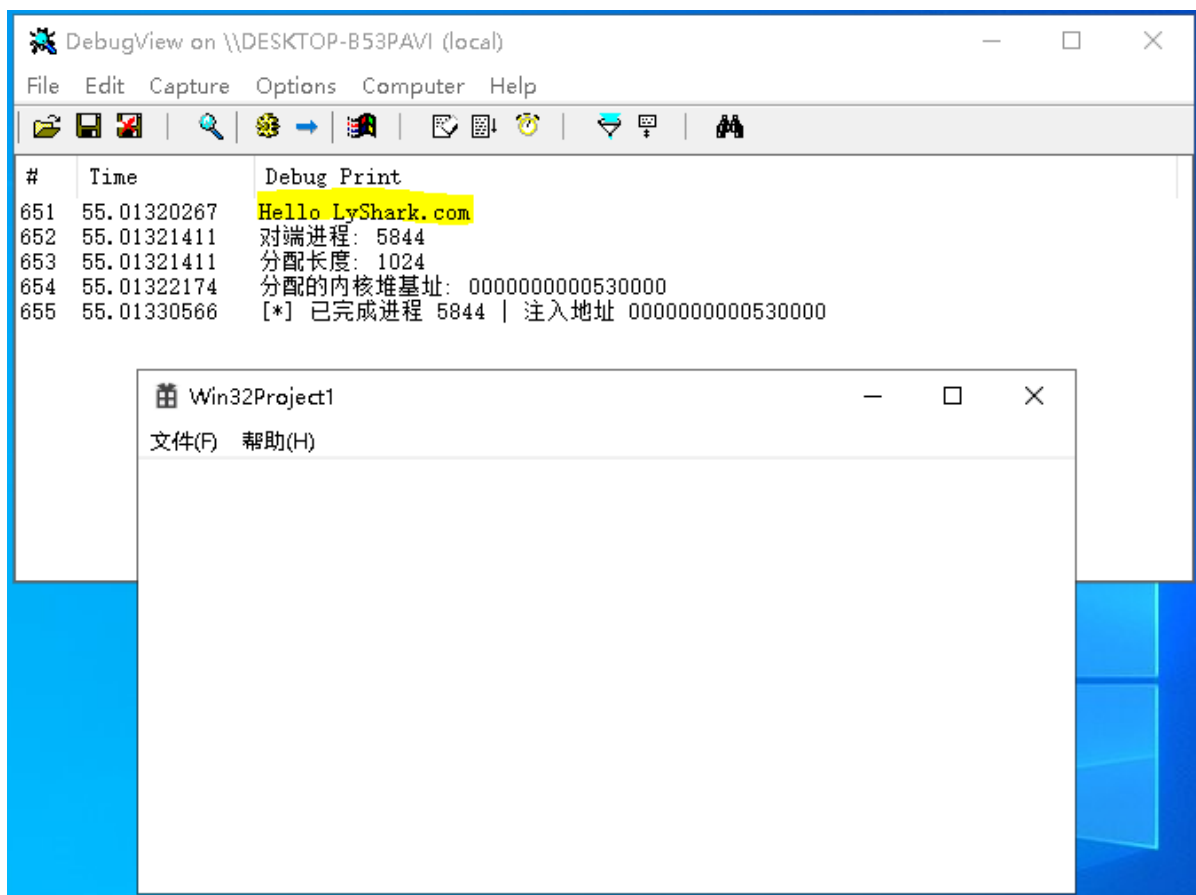 DebugView on \\DESKTOP-B53PAVI (local)
File Edit Capture Options Computer Help
# Time Debug Print
651 55.01320267 Hello LyShark.com
652 55.01321411 对端进程: 5844
653 55.01321411 分配长度: 1024
654 55.01322174 分配的内核堆基址: 0000000000530000
655 55.01330566 [*] 已完成进程 5844 | 注入地址 0000000000530000
Win32Project1
文件(F) 帮助(H)